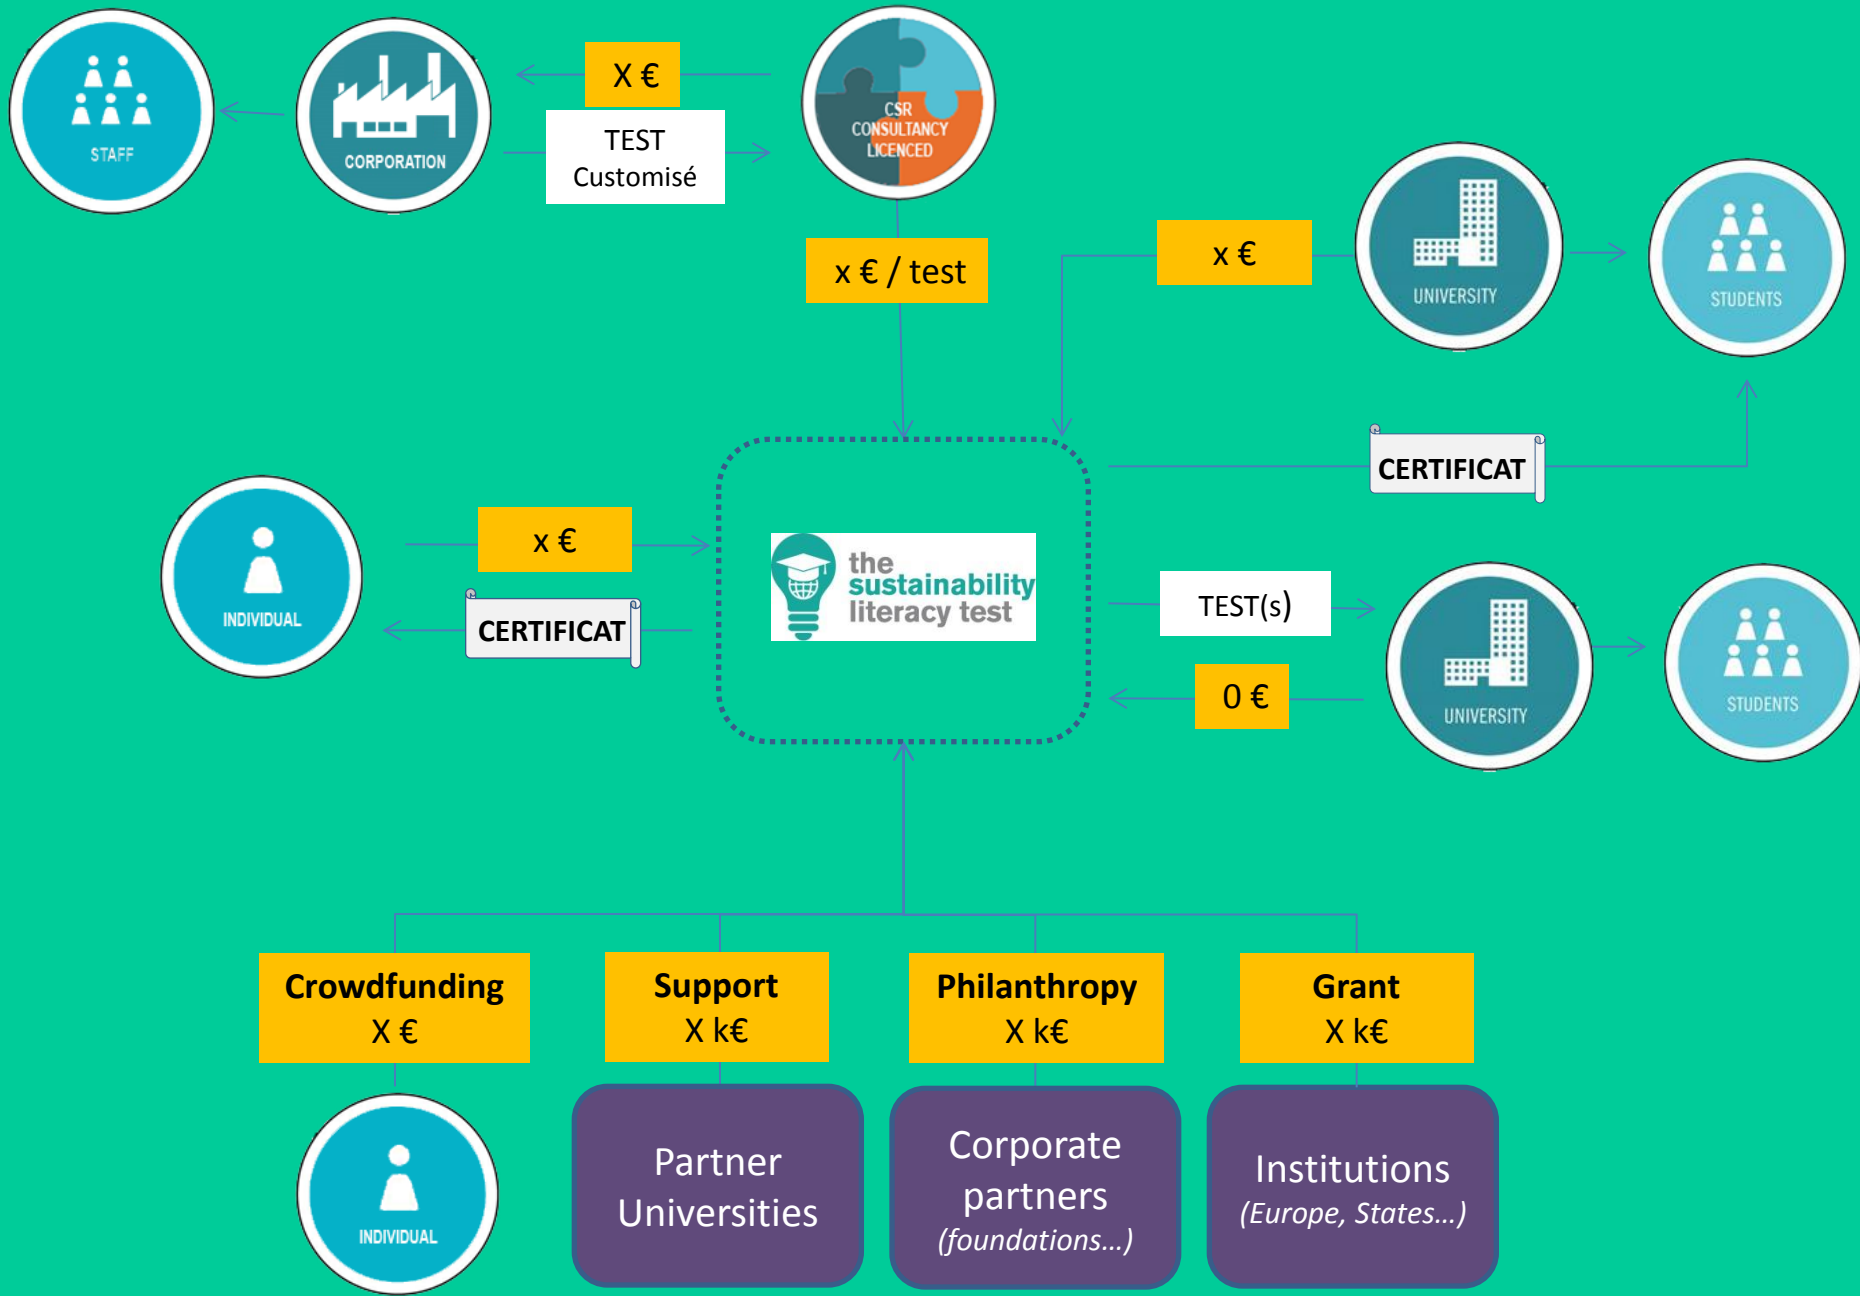 STAFF
CORPORATION
X €
TEST
Customisé
CSR
CONSULTANCY
LICENCED
x € / test
x €
UNIVERSITY
STUDENTS
CERTIFICAT
INDIVIDUAL
x €
CERTIFICAT
the
sustainability
literacy test
TEST(s)
0 €
UNIVERSITY
STUDENTS
Crowdfunding
X €
Support
X k€
Philanthropy
X k€
Grant
X k€
INDIVIDUAL
Partner
Universities
Corporate
partners
(foundations...)
Institutions
(Europe, States...)